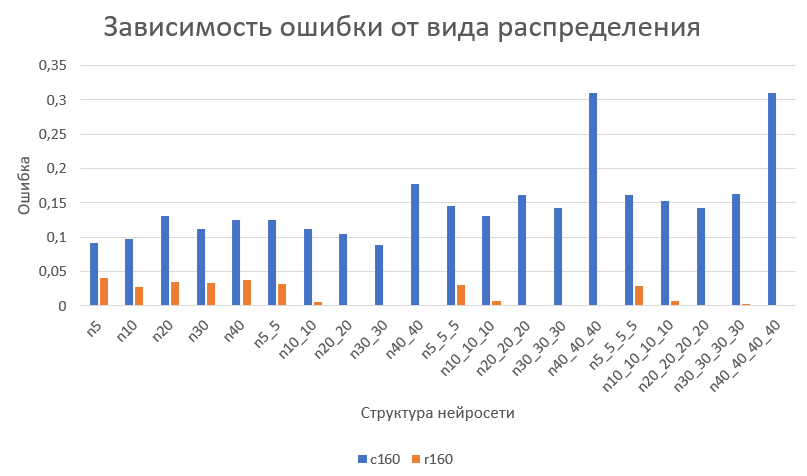 Зависимость ошибки от вида распределения
0,35
0,3
0,25
0,2
0,15
0,1
0,05
0
Ошибка
n5
n10
n20
n30
n40
n5_5
n10_10
n20_20
n30_30
n40_40
n5_5_5
n10_10_10
n20_20_20
n30_30_30
n40_40_40
n5_5_5_5
n10_10_10_10
n20_20_20_20
n30_30_30_30
n40_40_40_40
Структура нейросети
c160 r160